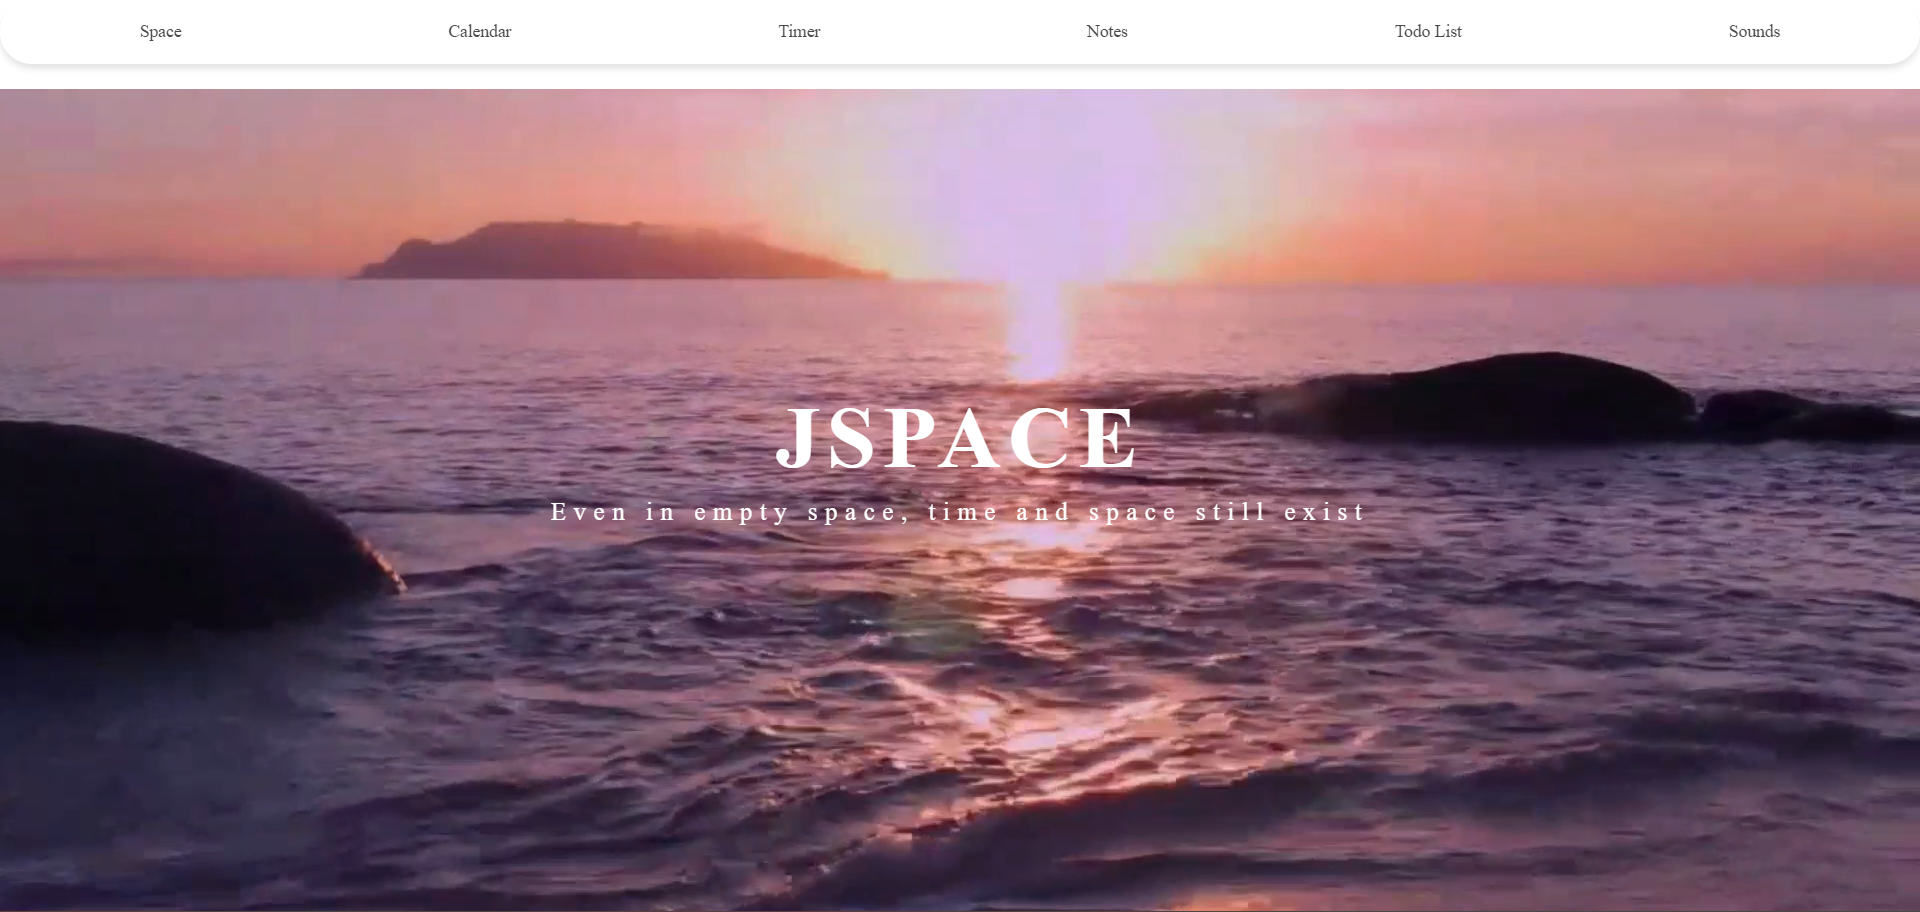 Space Calendar Timer Notes Todo List Sounds
JSPACE
Even in empty space, time and space still exist